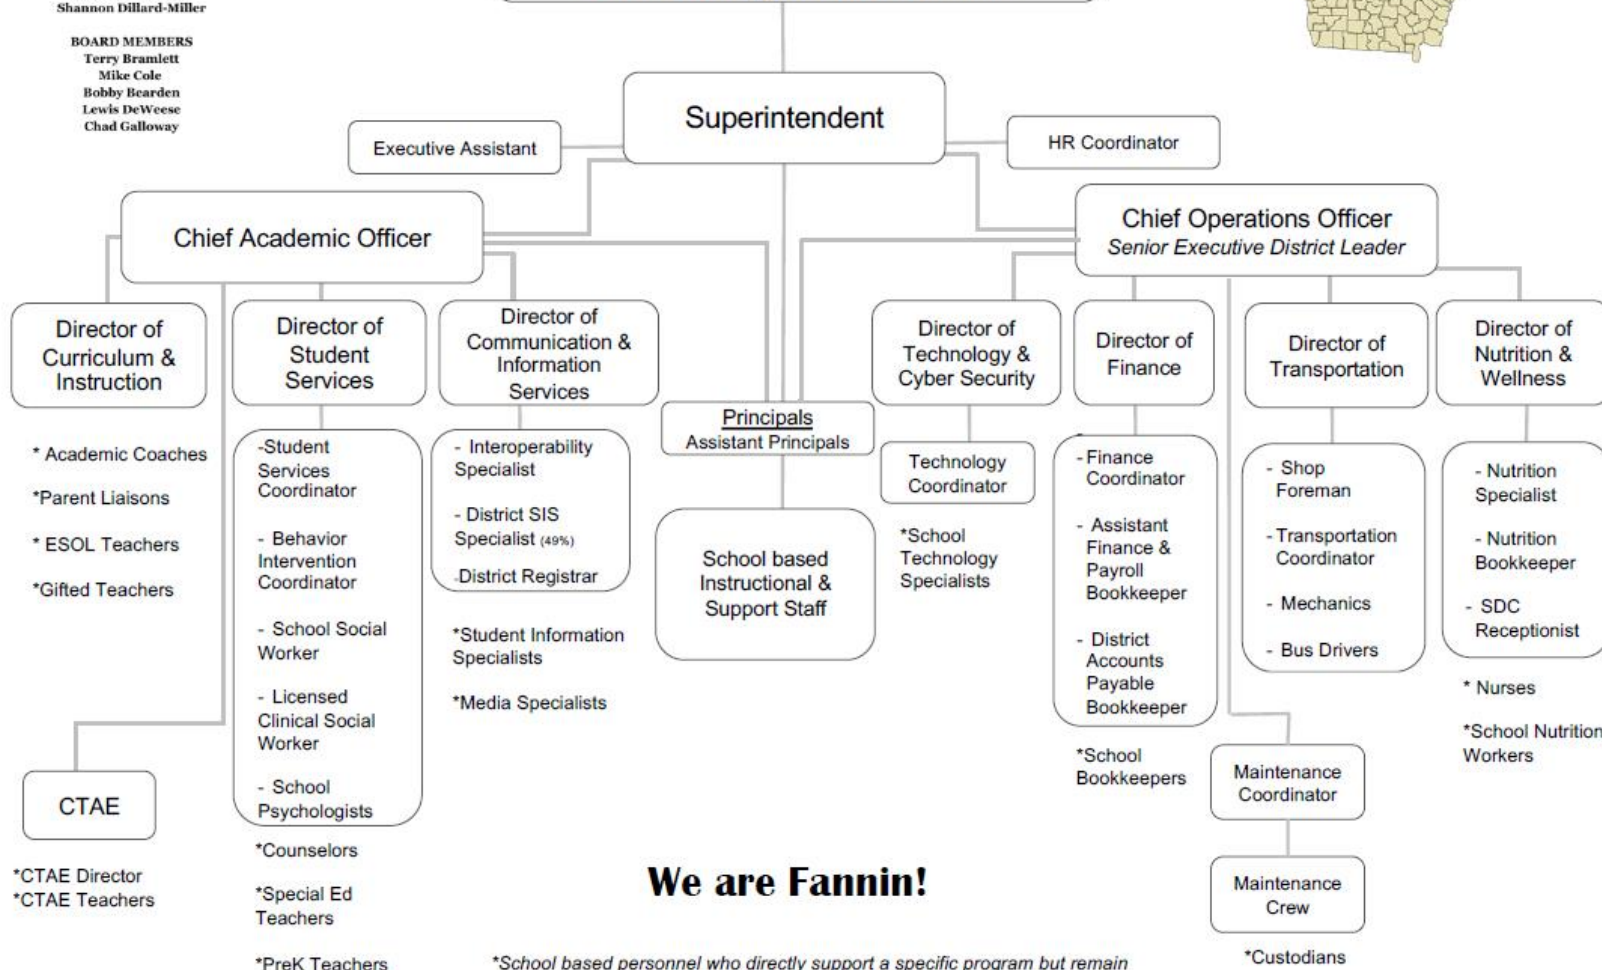 Shannon Dillard-Miller
BOARD MEMBERS
Terry Bramlett
Mike Cole
Bobby Bearden
Lewis DeWeese
Chad Galloway
Superintendent
Executive Assistant
HR Coordinator
Chief Academic Officer
Chief Operations Officer
Senior Executive District Leader
Director of
Curriculum &
Instruction
* Academic Coaches
*Parent Liaisons
* ESOL Teachers
*Gifted Teachers
CTAE
*CTAE Director
*CTAE Teachers
Director of
Student
Services
-Student
Services
Coordinator
- Behavior
Intervention
Coordinator
- School Social
Worker
- Licensed
Clinical Social
Worker
- School
Psychologists
*Counselors
*Special Ed
Teachers
*PreK Teachers
Director of
Communication &
Information
Services
- Interoperability
Specialist
- District SIS
Specialist (49%)
-District Registrar
*Student Information
Specialists
*Media Specialists
Principals
Assistant Principals
School based
Instructional &
Support Staff
Director of
Technology &
Cyber Security
Technology
Coordinator
*School
Technology
Specialists
Director of
Finance
- Finance
Coordinator
- Assistant
Finance &
Payroll
Bookkeeper
- District
Accounts
Payable
Bookkeeper
*School
Bookkeepers
Director of
Transportation
- Shop
Foreman
- Transportation
Coordinator
- Mechanics
- Bus Drivers
Director of
Nutrition &
Wellness
- Nutrition
Specialist
- Nutrition
Bookkeeper
- SDC
Receptionist
* Nurses
*School Nutrition
Workers
Maintenance
Coordinator
Maintenance
Crew
*Custodians
We are Fannin!
*School based personnel who directly support a specific program but remain